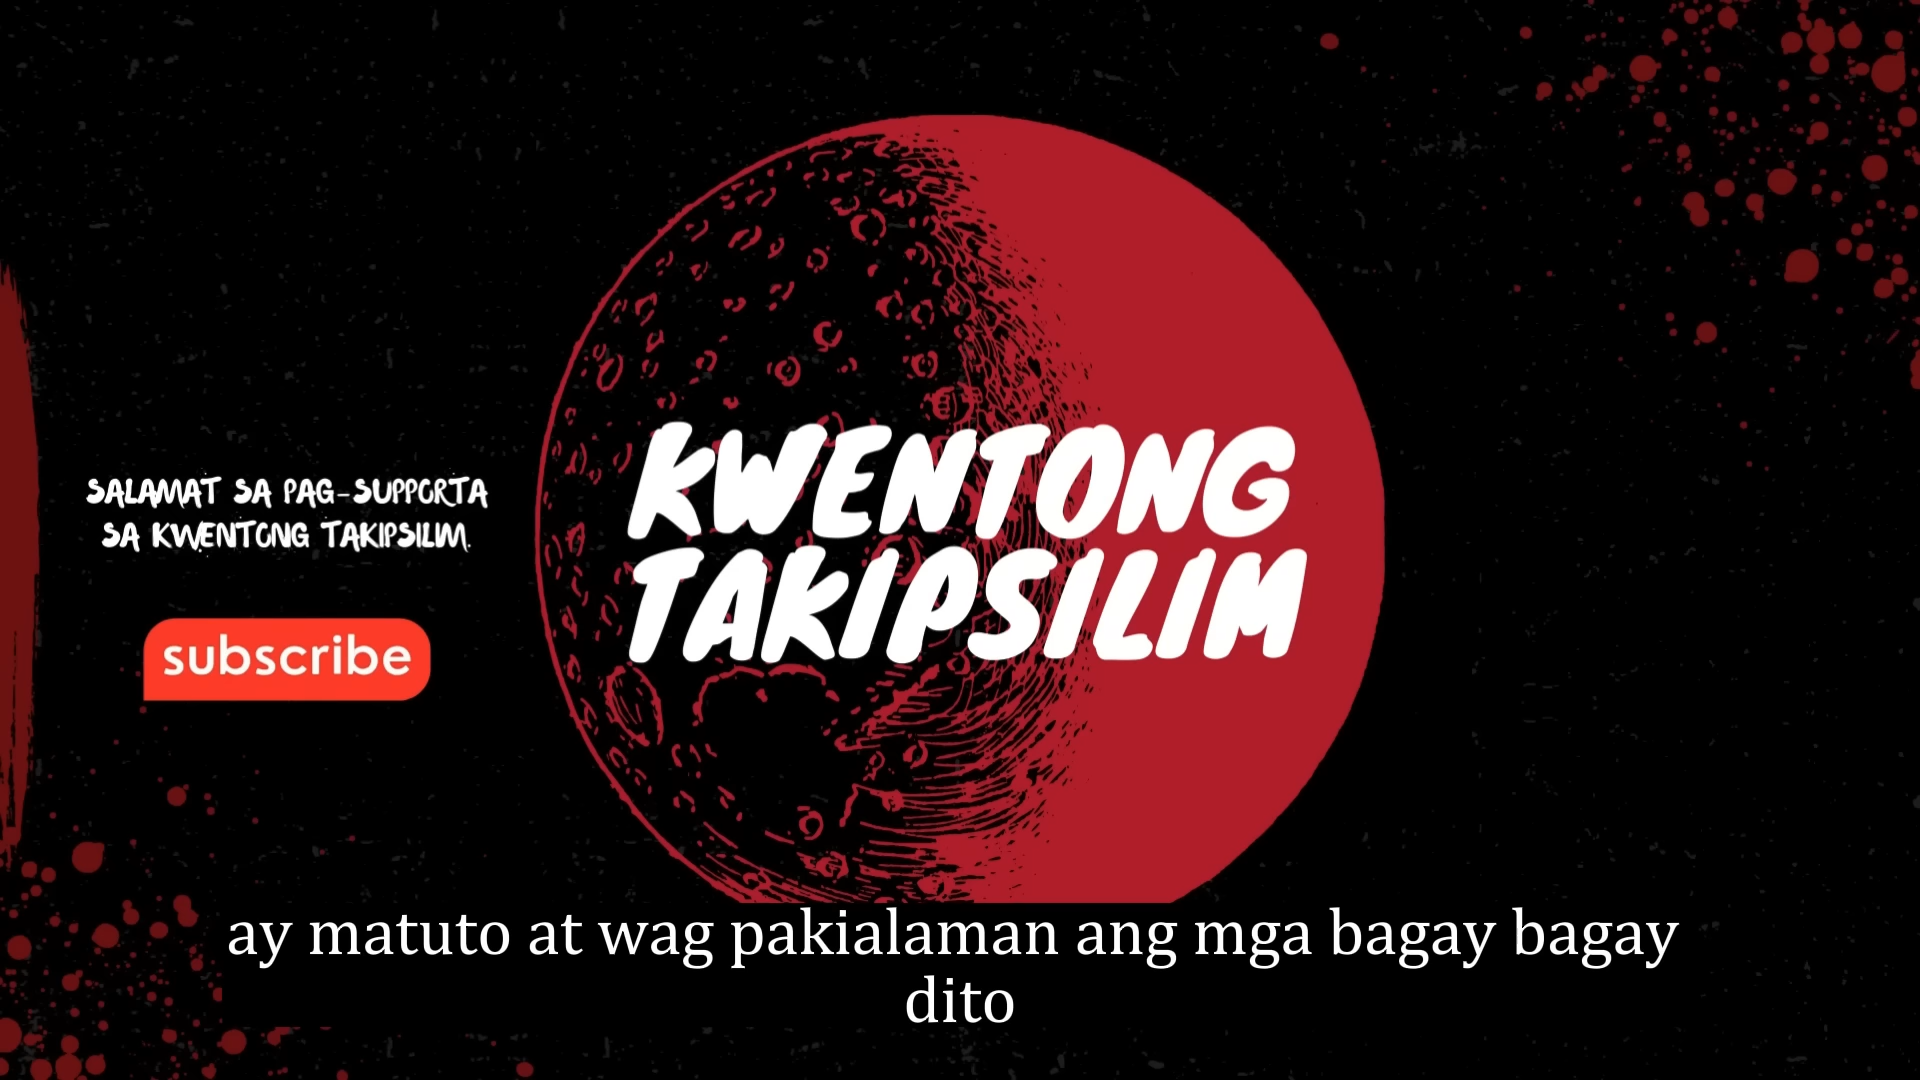 KWENTONG
TAKIPSILIM
SALAMAT SA PAG-SUPPORTA
SA KWENTONG TAKIPSILIM.
subscribe
ay matuto at wag pakialaman ang mga bagay bagay
dito